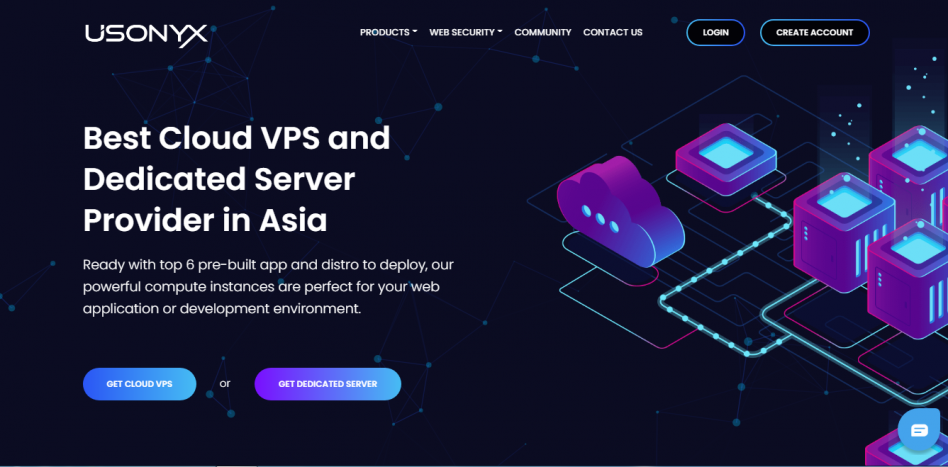 USONYX
PRODUCTS WEB SECURITY COMMUNITY CONTACT US LOGIN CREATE ACCOUNT
Best Cloud VPS and
Dedicated Server
Provider in Asia
Ready with top 6 pre-built app and distro to deploy, our
powerful compute instances are perfect for your web
application or development environment.
GET CLOUD VPS or GET DEDICATED SERVER